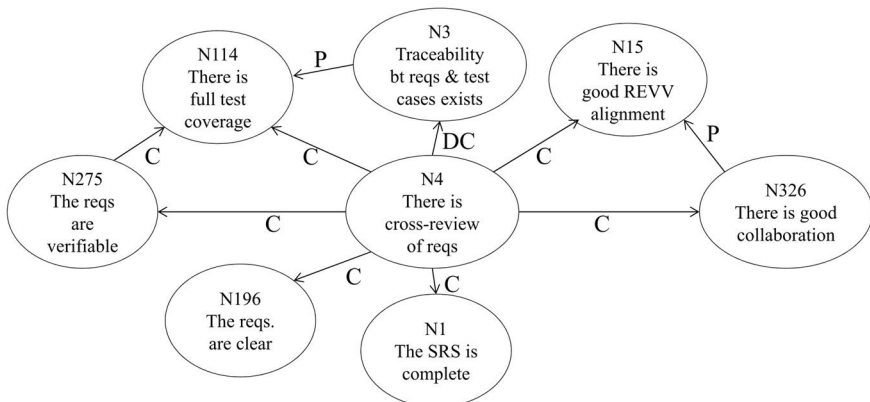 N114
There is
full test
coverage
P
N3
Traceability
bt reqs & test
cases exists
N15
There is
good REVV
alignment
C
C
DC
C
P
N275
The reqs
are
verifiable
C
N4
There is
cross-review
of reqs
C
N326
There is good
collaboration
C
C
N196
The reqs.
are clear
N1
The SRS is
complete